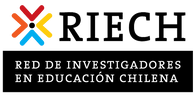 RIECH
RED DE INVESTIGADORES
EN EDUCACIÓN CHILENA